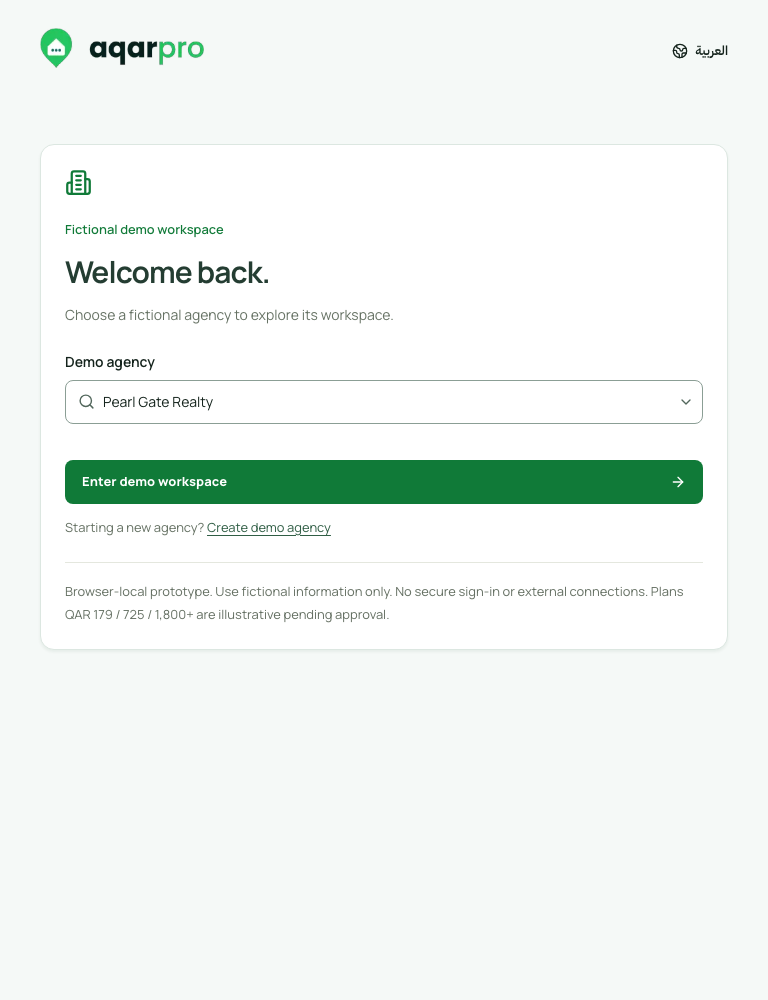 aqarpro
العربية
Fictional demo workspace
Welcome back.
Choose a fictional agency to explore its workspace.
Demo agency
Pearl Gate Realty
Enter demo workspace
Starting a new agency? Create demo agency
Browser-local prototype. Use fictional information only. No secure sign-in or external connections. Plans
QAR 179 / 725 / 1,800+ are illustrative pending approval.